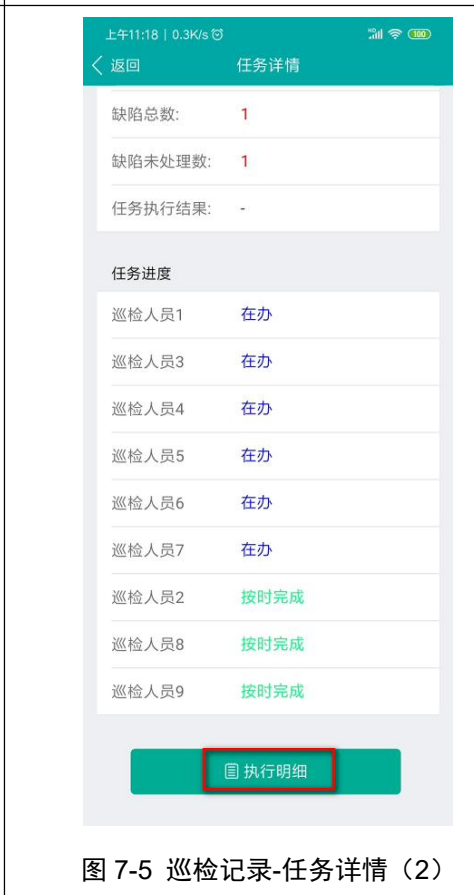 上午11:18 | 0.3K/s
100
返回 任务详情
缺陷总数: 1
缺陷未处理数: 1
任务执行结果: -
任务进度
巡检人员1 在办
巡检人员3 在办
巡检人员4 在办
巡检人员5 在办
巡检人员6 在办
巡检人员7 在办
巡检人员2 按时完成
巡检人员8 按时完成
巡检人员9 按时完成
执行明细
图 7-5 巡检记录-任务详情（2）